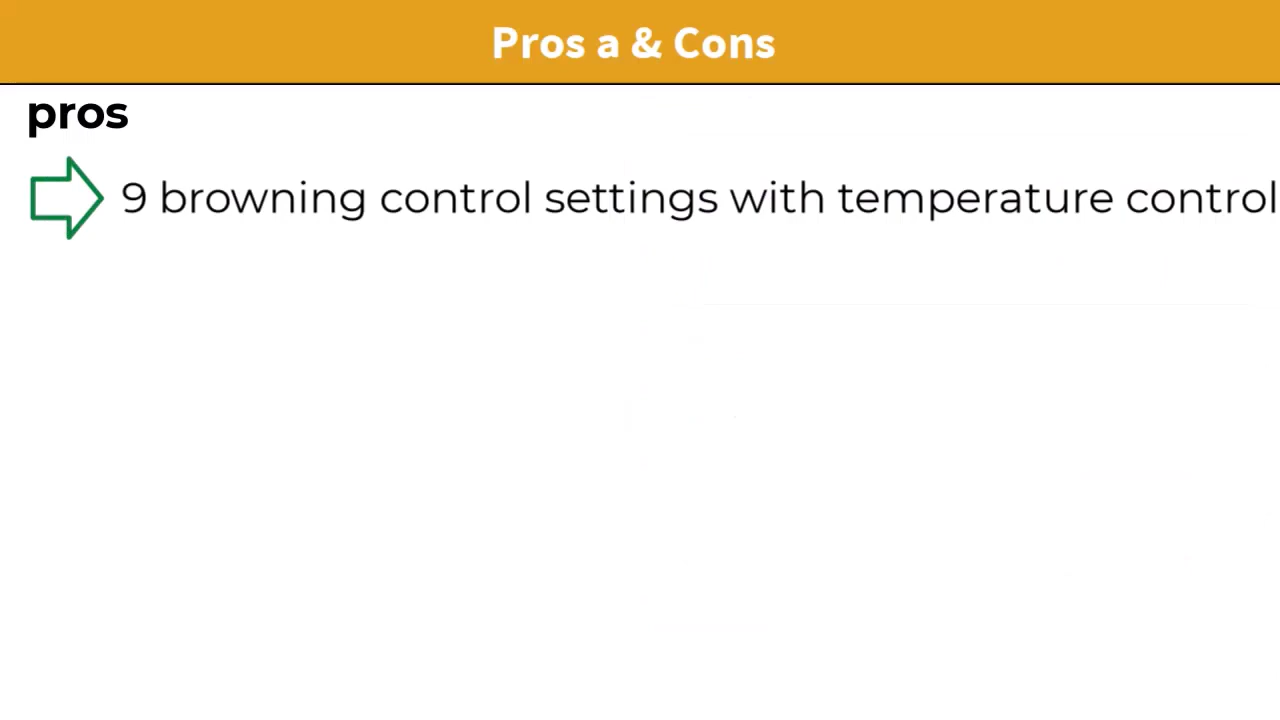 Pros a & Cons
pros
9 browning control settings with temperature control